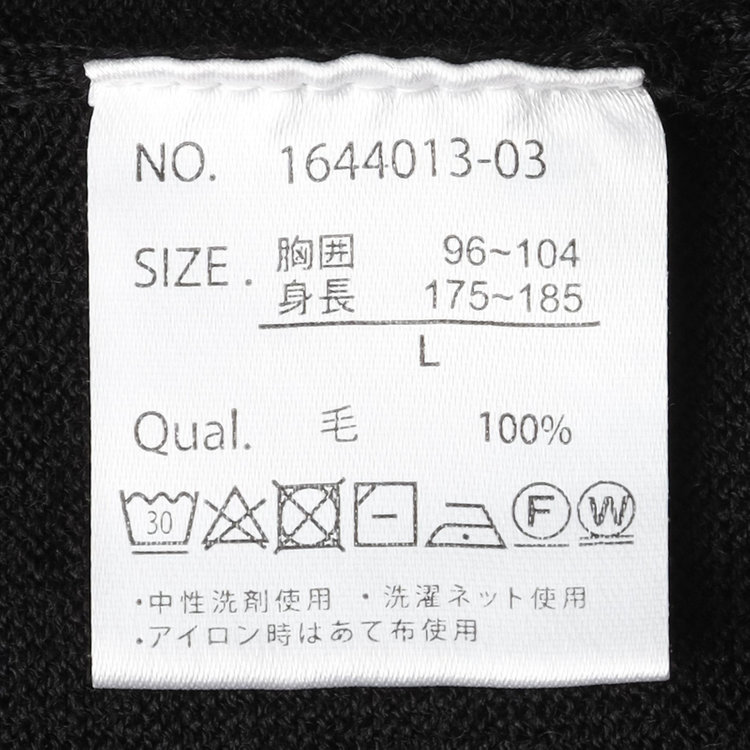 NO. 1644013-03
SIZE. 胸囲 96~104
身長 175~185
L
Qual. 毛 100%
30 F W
・中性洗剤使用 ・洗濯ネット使用
・アイロン時はあて布使用